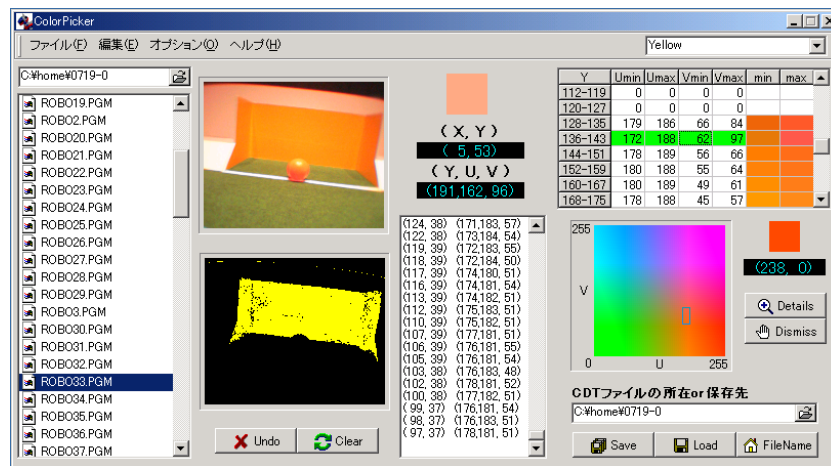 ColorPicker
ファイル(F) 編集(E) オプション(O) ヘルプ(H)
Yellow
C:¥home¥0719-0
ROBO19.PGM
ROBO2.PGM
ROBO20.PGM
ROBO21.PGM
ROBO22.PGM
ROBO23.PGM
ROBO24.PGM
ROBO25.PGM
ROBO26.PGM
ROBO27.PGM
ROBO28.PGM
ROBO29.PGM
ROBO3.PGM
ROBO30.PGM
ROBO31.PGM
ROBO32.PGM
ROBO33.PGM
ROBO34.PGM
ROBO35.PGM
ROBO36.PGM
ROBO37.PGM
Undo
Clear
( X, Y )
( 5,53)
( Y, U, V )
(191,162, 96)
(124, 38) (171,183, 57)
(122, 38) (173,184, 54)
(119, 39) (172,183, 55)
(118, 39) (172,184, 50)
(117, 39) (174,180, 51)
(116, 39) (174,181, 54)
(113, 39) (174,182, 51)
(112, 39) (175,183, 51)
(110, 39) (175,182, 51)
(107, 39) (177,181, 51)
(106, 39) (176,181, 55)
(105, 39) (176,181, 54)
(103, 38) (176,183, 48)
(102, 38) (178,181, 52)
(100, 38) (177,182, 51)
( 99, 37) (176,181, 54)
( 98, 37) (176,183, 51)
( 97, 37) (178,181, 51)
Y Umin Umax Vmin Vmax min max
112-119 0 0 0 0
120-127 0 0 0 0
128-135 179 186 66 84
136-143 172 188 62 97
144-151 178 189 56 66
152-159 180 188 55 64
160-167 180 189 49 61
168-175 178 188 45 57
255
V
0 U 255
(238, 0)
Details
Dismiss
CDTファイルの所在or保存先
C:¥home¥0719-0
Save
Load
FileName